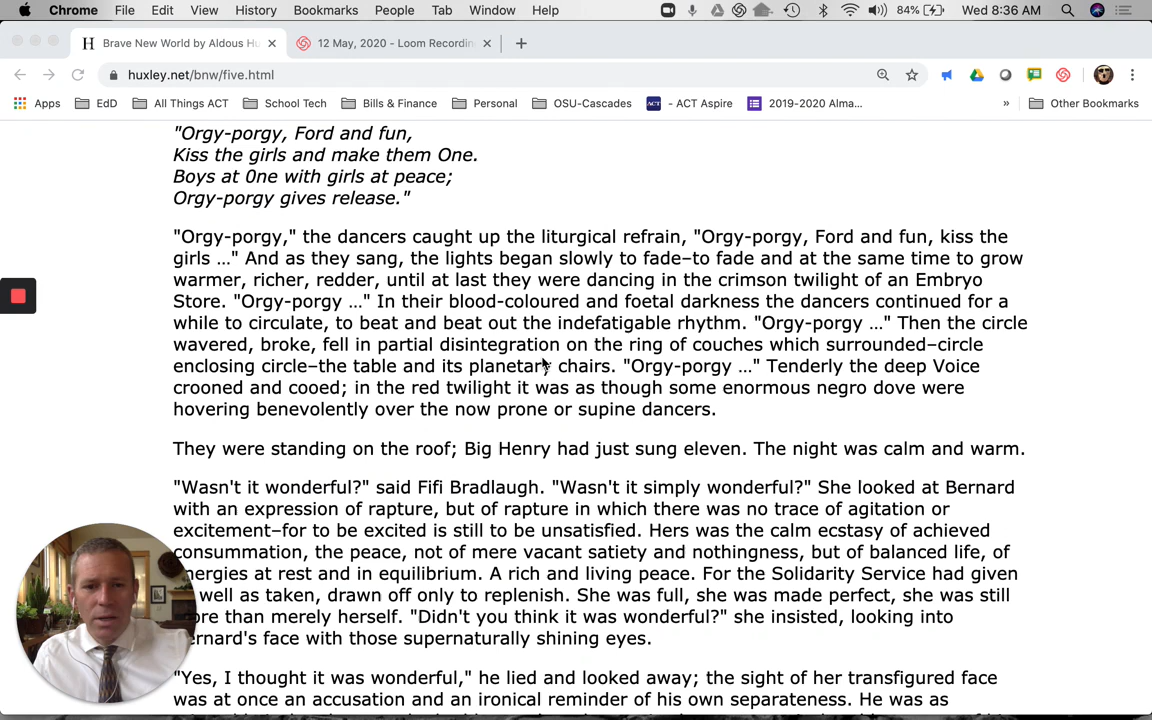 Chrome File Edit View History Bookmarks People Tab Window Help 84% Wed 8:36 AM
H Brave New World by Aldous Hu 12 May, 2020 - Loom Recordin
huxley.net/bnw/five.html
Apps EdD All Things ACT School Tech Bills & Finance Personal OSU-Cascades ACT - ACT Aspire 2019-2020 Alma... » Other Bookmarks
"Orgy-porgy, Ford and fun,
Kiss the girls and make them One.
Boys at 0ne with girls at peace;
Orgy-porgy gives release."
"Orgy-porgy," the dancers caught up the liturgical refrain, "Orgy-porgy, Ford and fun, kiss the
girls ..." And as they sang, the lights began slowly to fade–to fade and at the same time to grow
warmer, richer, redder, until at last they were dancing in the crimson twilight of an Embryo
Store. "Orgy-porgy ..." In their blood-coloured and foetal darkness the dancers continued for a
while to circulate, to beat and beat out the indefatigable rhythm. "Orgy-porgy ..." Then the circle
wavered, broke, fell in partial disintegration on the ring of couches which surrounded–circle
enclosing circle–the table and its planetary chairs. "Orgy-porgy ..." Tenderly the deep Voice
crooned and cooed; in the red twilight it was as though some enormous negro dove were
hovering benevolently over the now prone or supine dancers.
They were standing on the roof; Big Henry had just sung eleven. The night was calm and warm.
"Wasn't it wonderful?" said Fifi Bradlaugh. "Wasn't it simply wonderful?" She looked at Bernard
with an expression of rapture, but of rapture in which there was no trace of agitation or
excitement–for to be excited is still to be unsatisfied. Hers was the calm ecstasy of achieved
consummation, the peace, not of mere vacant satiety and nothingness, but of balanced life, of
energies at rest and in equilibrium. A rich and living peace. For the Solidarity Service had given
well as taken, drawn off only to replenish. She was full, she was made perfect, she was still
more than merely herself. "Didn't you think it was wonderful?" she insisted, looking into
Bernard's face with those supernaturally shining eyes.
"Yes, I thought it was wonderful," he lied and looked away; the sight of her transfigured face
was at once an accusation and an ironical reminder of his own separateness. He was as